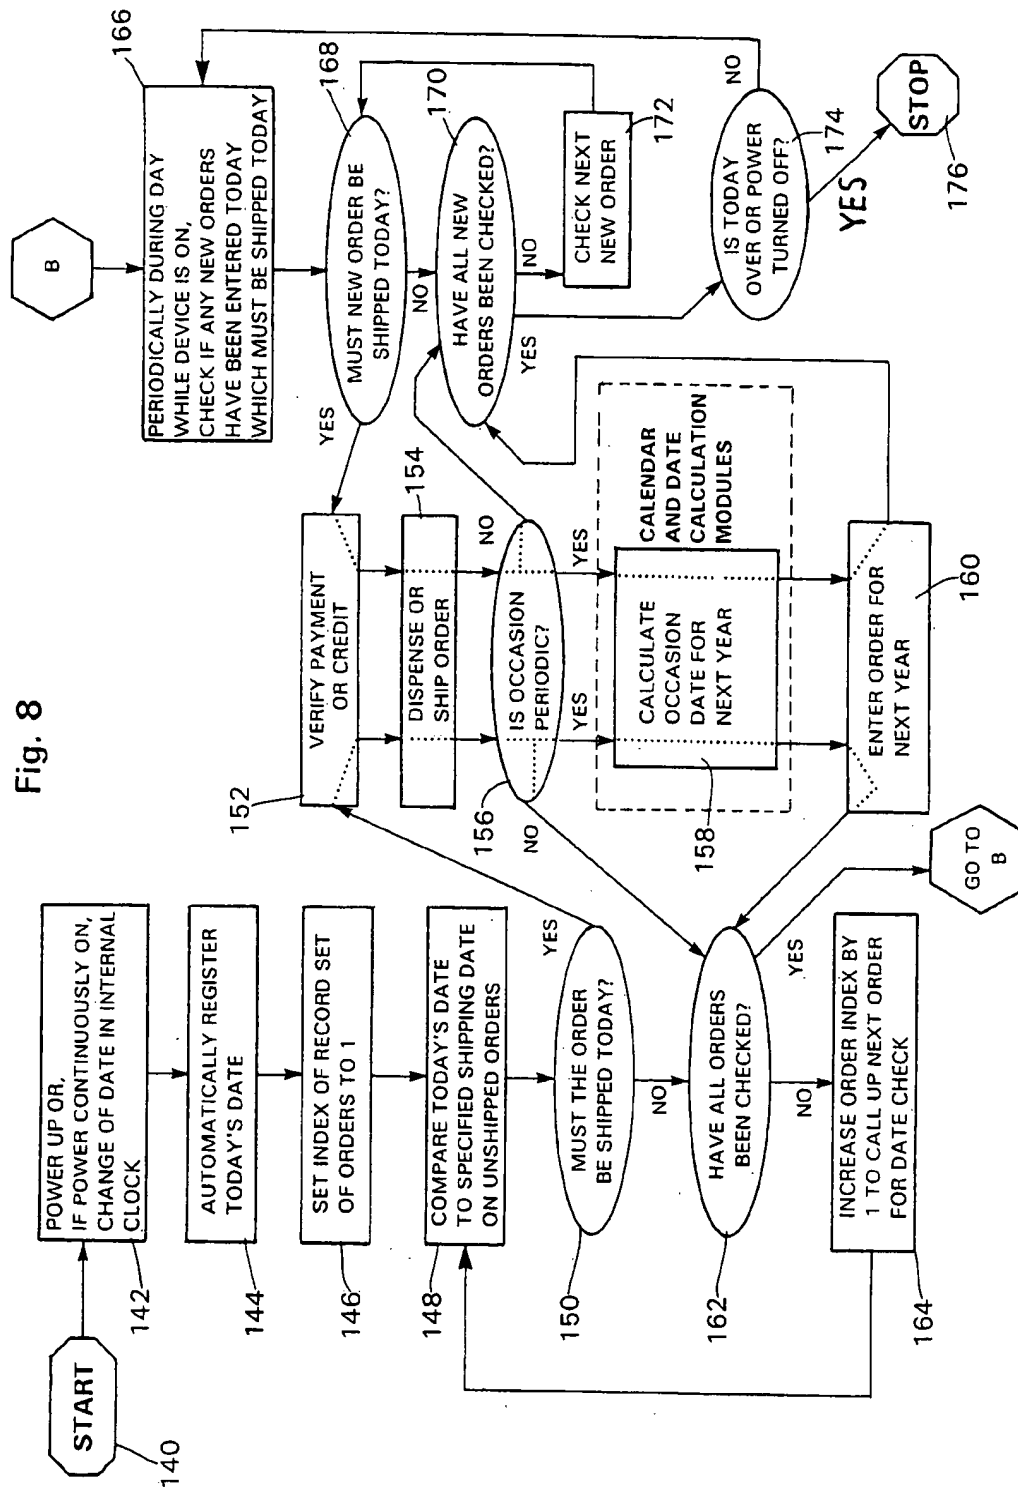 Fig. 8
START
140
POWER UP OR,
IF POWER CONTINUOUSLY ON,
CHANGE OF DATE IN INTERNAL
CLOCK
142
AUTOMATICALLY REGISTER
TODAY'S DATE
144
SET INDEX OF RECORD SET
OF ORDERS TO 1
146
COMPARE TODAY'S DATE
TO SPECIFIED SHIPPING DATE
ON UNSHIPPED ORDERS
148
MUST THE ORDER
BE SHIPPED TODAY?
150
YES
NO
HAVE ALL ORDERS
BEEN CHECKED?
162
YES
NO
INCREASE ORDER INDEX BY
1 TO CALL UP NEXT ORDER
FOR DATE CHECK
164
GO TO
B
152
VERIFY PAYMENT
OR CREDIT
DISPENSE OR
SHIP ORDER
154
IS OCCASION
PERIODIC?
156
NO
YES
NO
YES
CALCULATE
OCCASION
DATE FOR
NEXT YEAR
158
CALENDAR
AND DATE
CALCULATION
MODULES
ENTER ORDER FOR
NEXT YEAR
160
B
PERIODICALLY DURING DAY
WHILE DEVICE IS ON,
CHECK IF ANY NEW ORDERS
HAVE BEEN ENTERED TODAY
WHICH MUST BE SHIPPED TODAY
166
MUST NEW ORDER BE
SHIPPED TODAY?
168
YES
NO
HAVE ALL NEW
ORDERS BEEN CHECKED?
170
YES
NO
CHECK NEXT
NEW ORDER
172
IS TODAY
OVER OR POWER
TURNED OFF?
174
NO
YES
STOP
176